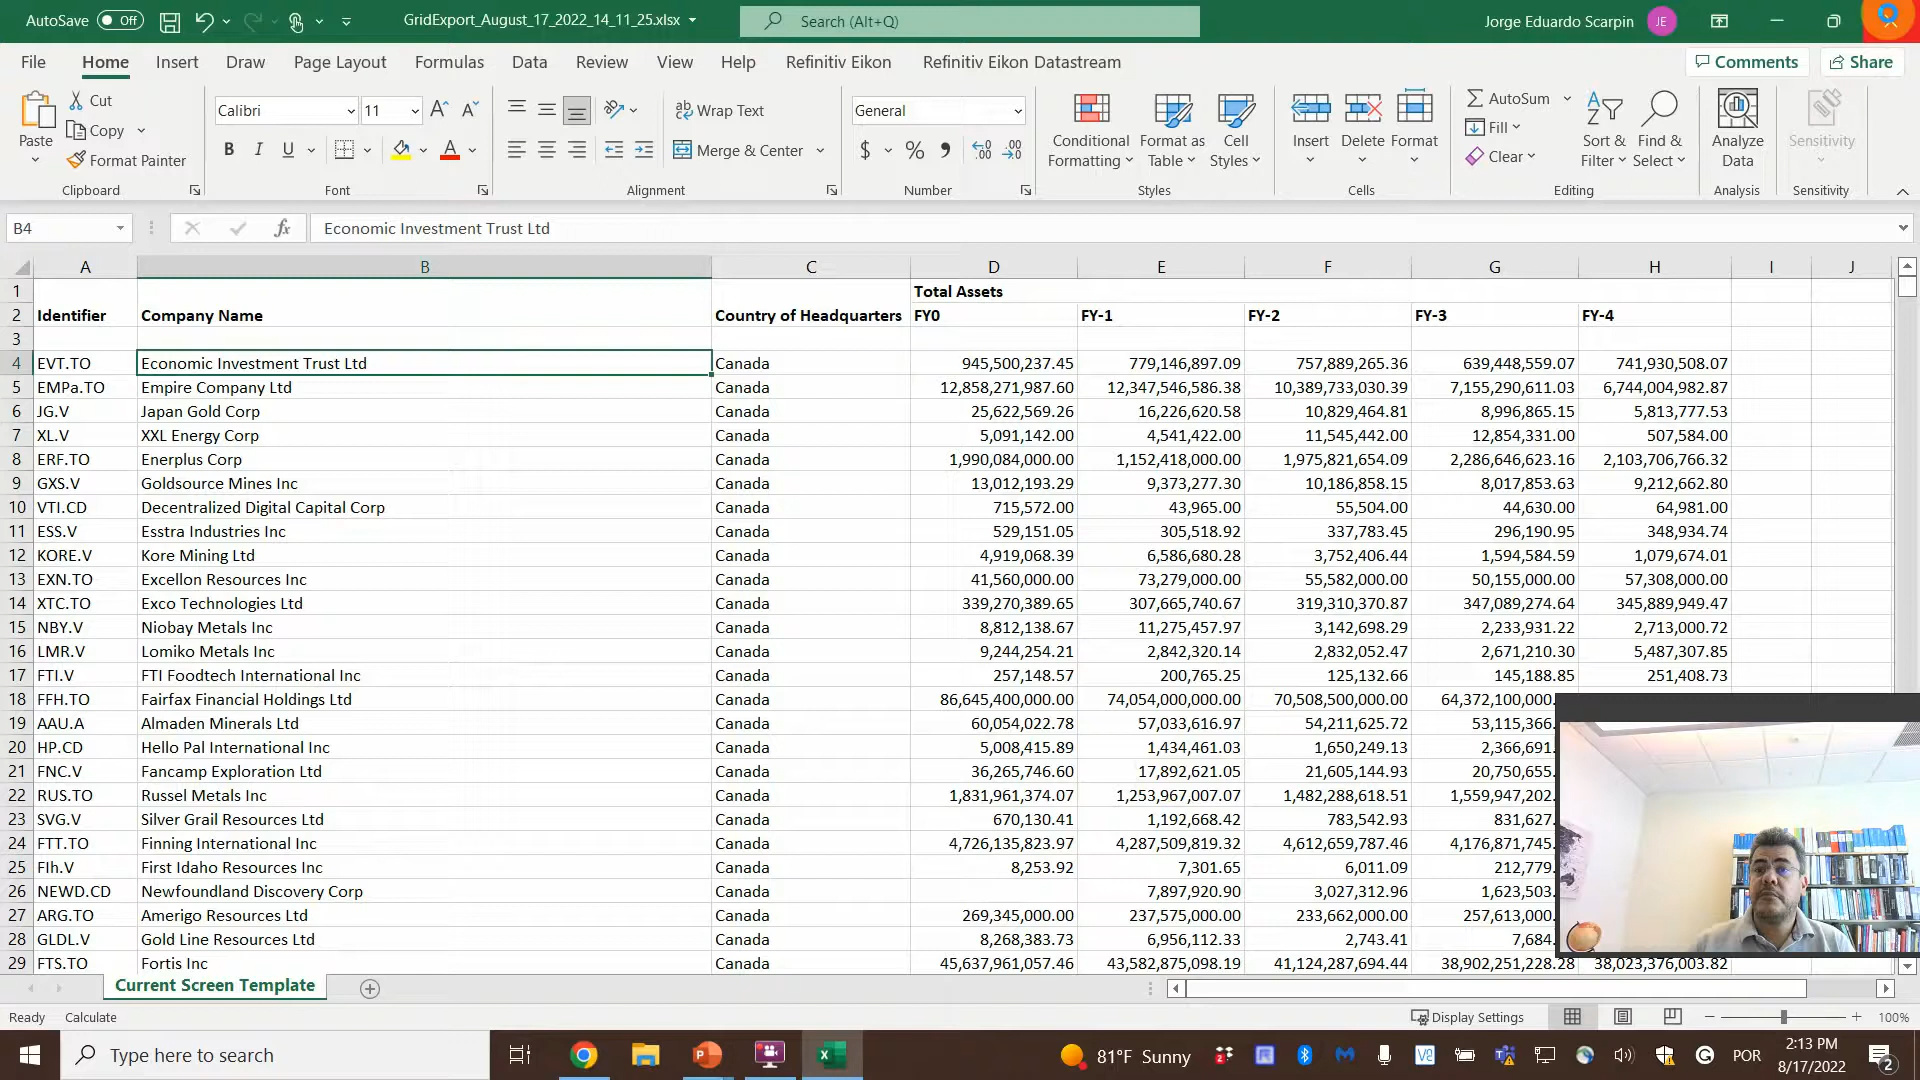 AutoSave Off GridExport_August_17_2022_14_11_25.xlsx Search (Alt+Q) Jorge Eduardo Scarpin JE
File Home Insert Draw Page Layout Formulas Data Review View Help Refinitiv Eikon Refinitiv Eikon Datastream Comments Share
Paste Cut Copy Format Painter Clipboard
Calibri 11 B I U Font
Wrap Text Merge & Center Alignment
General $ % Number
Conditional Formatting Format as Table Cell Styles Styles
Insert Delete Format Cells
AutoSum Fill Clear Sort & Filter Find & Select Editing
Analyze Data Analysis
Sensitivity Sensitivity
B4 fx Economic Investment Trust Ltd
A B C D E F G H I J
1 Total Assets
2 Identifier Company Name Country of Headquarters FY0 FY-1 FY-2 FY-3 FY-4
3
4 EVT.TO Economic Investment Trust Ltd Canada 945,500,237.45 779,146,897.09 757,889,265.36 639,448,559.07 741,930,508.07
5 EMPa.TO Empire Company Ltd Canada 12,858,271,987.60 12,347,546,586.38 10,389,733,030.39 7,155,290,611.03 6,744,004,982.87
6 JG.V Japan Gold Corp Canada 25,622,569.26 16,226,620.58 10,829,464.81 8,996,865.15 5,813,777.53
7 XL.V XXL Energy Corp Canada 5,091,142.00 4,541,422.00 11,545,442.00 12,854,331.00 507,584.00
8 ERF.TO Enerplus Corp Canada 1,990,084,000.00 1,152,418,000.00 1,975,821,654.09 2,286,646,623.16 2,103,706,766.32
9 GXS.V Goldsource Mines Inc Canada 13,012,193.29 9,373,277.30 10,186,858.15 8,017,853.63 9,212,662.80
10 VTI.CD Decentralized Digital Capital Corp Canada 715,572.00 43,965.00 55,504.00 44,630.00 64,981.00
11 ESS.V Esstra Industries Inc Canada 529,151.05 305,518.92 337,783.45 296,190.95 348,934.74
12 KORE.V Kore Mining Ltd Canada 4,919,068.39 6,586,680.28 3,752,406.44 1,594,584.59 1,079,674.01
13 EXN.TO Excellon Resources Inc Canada 41,560,000.00 73,279,000.00 55,582,000.00 50,155,000.00 57,308,000.00
14 XTC.TO Exco Technologies Ltd Canada 339,270,389.65 307,665,740.67 319,310,370.87 347,089,274.64 345,889,949.47
15 NBY.V Niobay Metals Inc Canada 8,812,138.67 11,275,457.97 3,142,698.29 2,233,931.22 2,713,000.72
16 LMR.V Lomiko Metals Inc Canada 9,244,254.21 2,842,320.14 2,832,052.47 2,671,210.30 5,487,307.85
17 FTI.V FTI Foodtech International Inc Canada 257,148.57 200,765.25 125,132.66 145,188.85 251,408.73
18 FFH.TO Fairfax Financial Holdings Ltd Canada 86,645,400,000.00 74,054,000,000.00 70,508,500,000.00 64,372,100,000.
19 AAU.A Almaden Minerals Ltd Canada 60,054,022.78 57,033,616.97 54,211,625.72 53,115,366.
20 HP.CD Hello Pal International Inc Canada 5,008,415.89 1,434,461.03 1,650,249.13 2,366,691.
21 FNC.V Fancamp Exploration Ltd Canada 36,265,746.60 17,892,621.05 21,605,144.93 20,750,655.
22 RUS.TO Russel Metals Inc Canada 1,831,961,374.07 1,253,967,007.07 1,482,288,618.51 1,559,947,202.
23 SVG.V Silver Grail Resources Ltd Canada 670,130.41 1,192,668.42 783,542.93 831,627.
24 FTT.TO Finning International Inc Canada 4,726,135,823.97 4,287,509,819.32 4,612,659,787.46 4,176,871,745.
25 FIh.V First Idaho Resources Inc Canada 8,253.92 7,301.65 6,011.09 212,779.
26 NEWD.CD Newfoundland Discovery Corp Canada 7,897,920.90 3,027,312.96 1,623,503.
27 ARG.TO Amerigo Resources Ltd Canada 269,345,000.00 237,575,000.00 233,662,000.00 257,613,000.
28 GLDL.V Gold Line Resources Ltd Canada 8,268,383.73 6,956,112.33 2,743.41 7,684.
29 FTS.TO Fortis Inc Canada 45,637,961,057.46 43,582,875,098.19 41,124,287,694.44 38,902,251,228.28 38,023,376,003.82
Current Screen Template
Ready Calculate Display Settings 100%
Type here to search 81°F Sunny POR 2:13 PM
8/17/2022 2